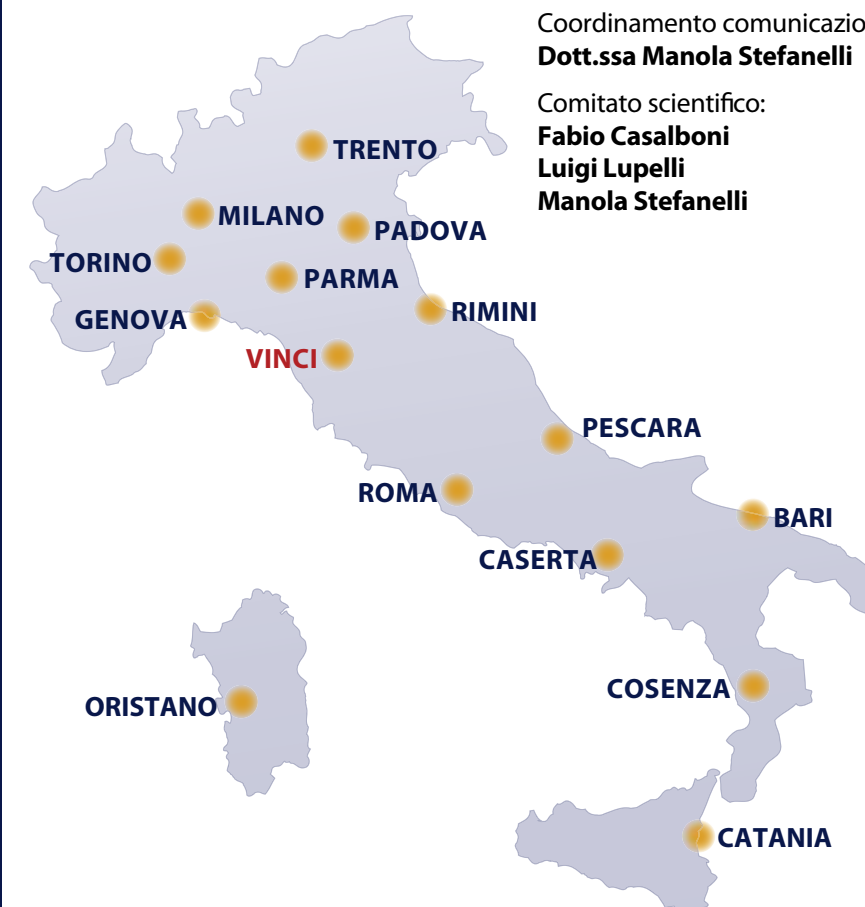 Coordinamento comunicazio
Dott.ssa Manola Stefanelli
Comitato scientifico:
Fabio Casalboni
Luigi Lupelli
Manola Stefanelli
TRENTO
MILANO
PADOVA
TORINO
PARMA
GENOVA
RIMINI
VINCI
PESCARA
ROMA
BARI
CASERTA
COSENZA
ORISTANO
CATANIA